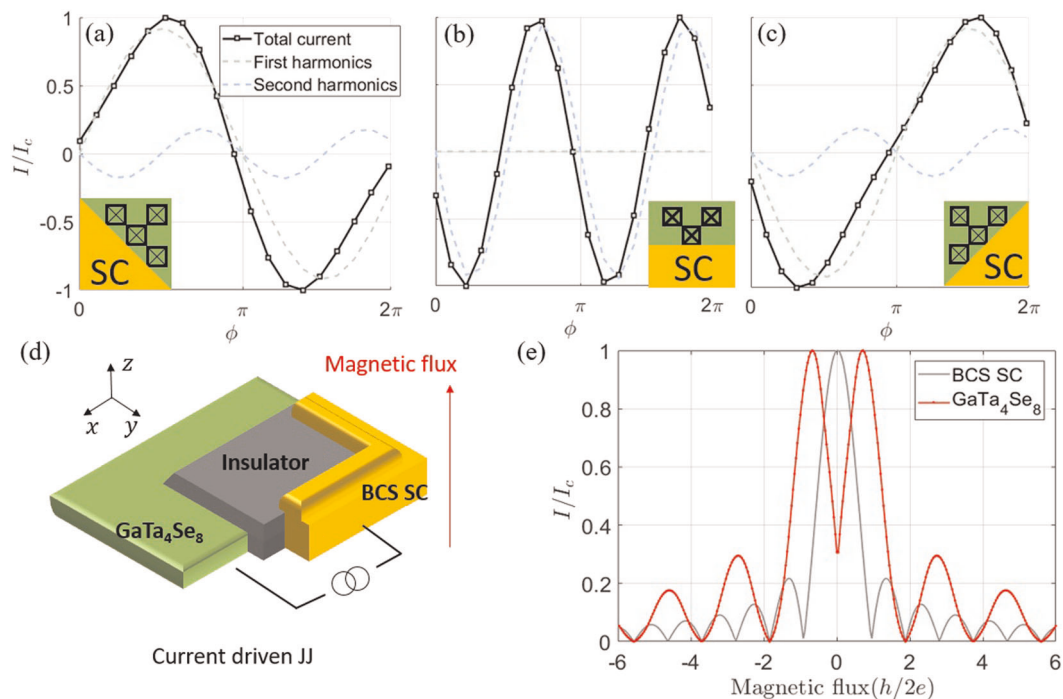 (a)
(b)
(c)
Total current
First harmonics
Second harmonics
I/I_c
1
0.5
0
-0.5
-1
SC
SC
SC
0
π
2π
0
π
2π
0
π
2π
ϕ
ϕ
ϕ
(d)
z
x
y
Magnetic flux
Insulator
BCS SC
GaTa₄Se₈
Current driven JJ
(e)
BCS SC
GaTa₄Se₈
I/I_c
1
0.8
0.6
0.4
0.2
0
-6
-4
-2
0
2
4
6
Magnetic flux(h/2e)